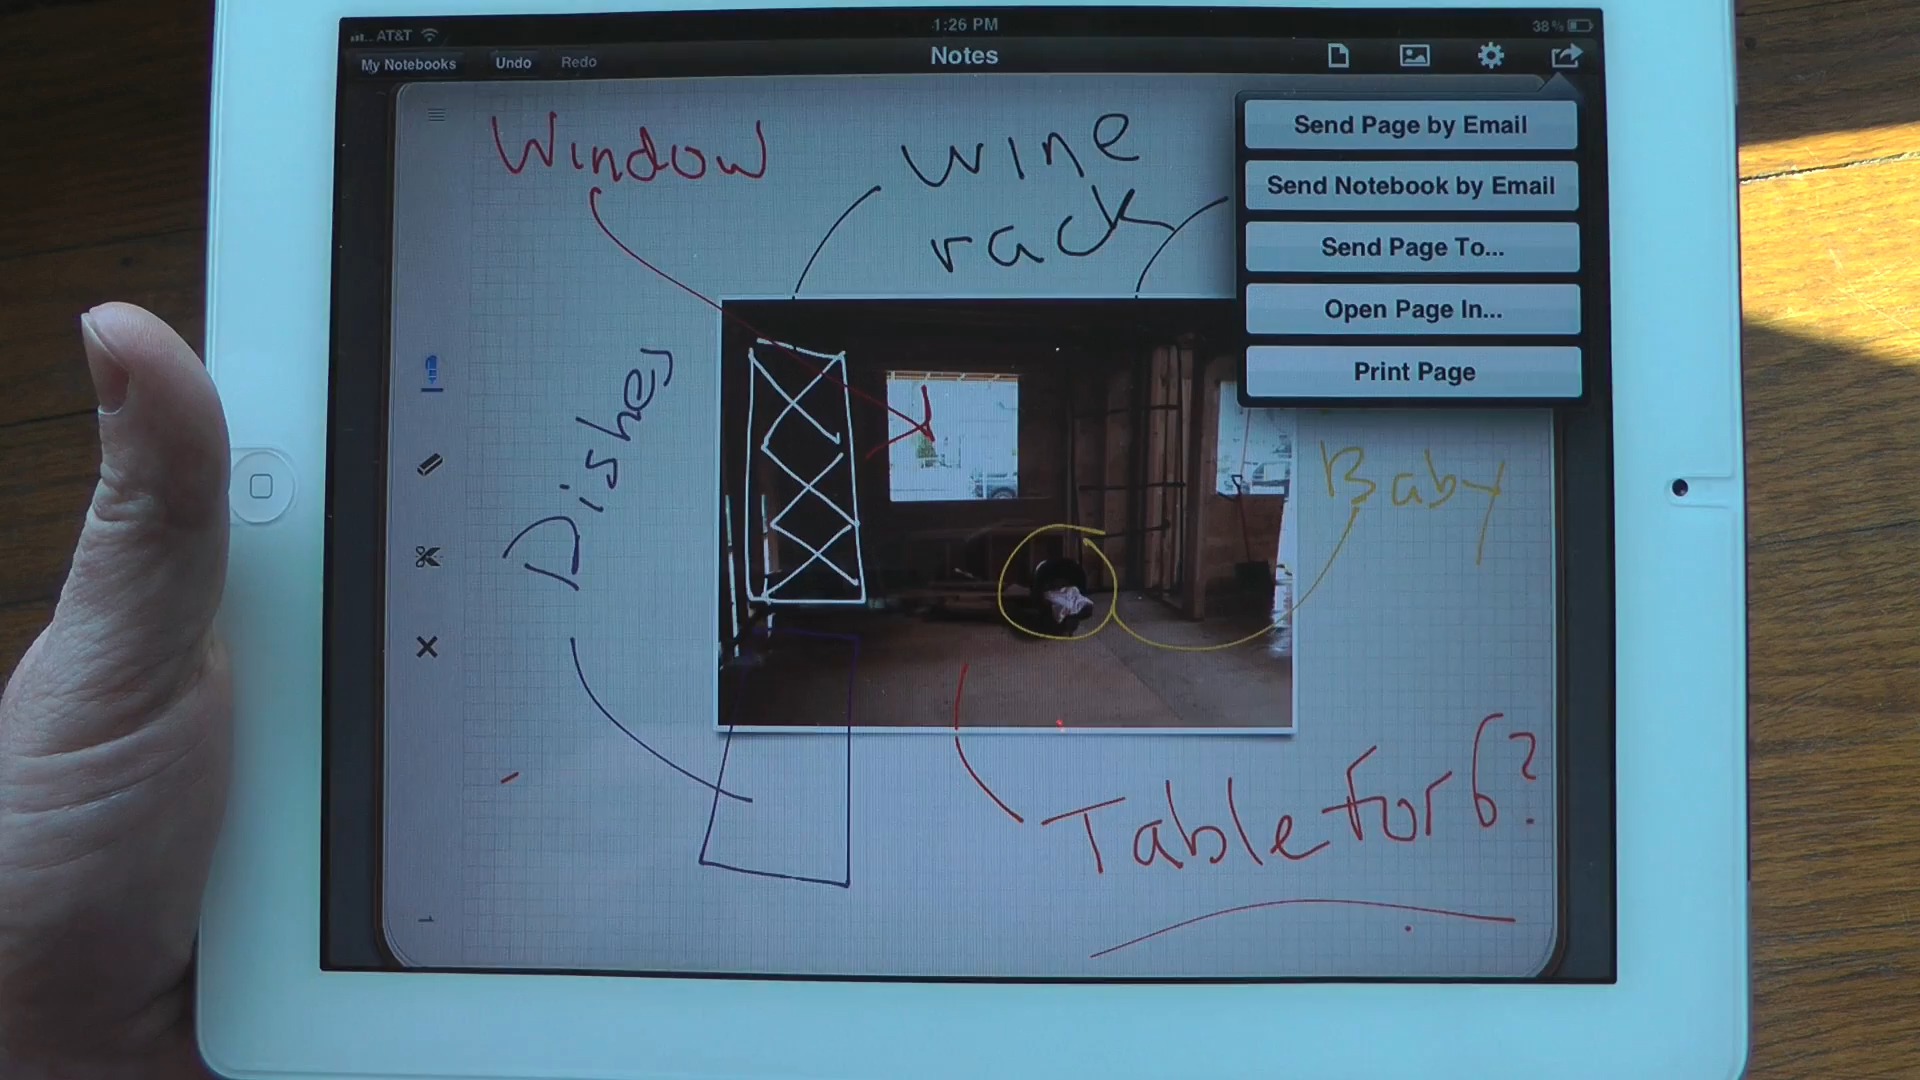 AT&T
1:26 PM
38%
My Notebooks
Undo
Redo
Notes
Window
wine
rack
Send Page by Email
Send Notebook by Email
Send Page To...
Open Page In...
Print Page
Dishes
Baby
Table for 6?
1